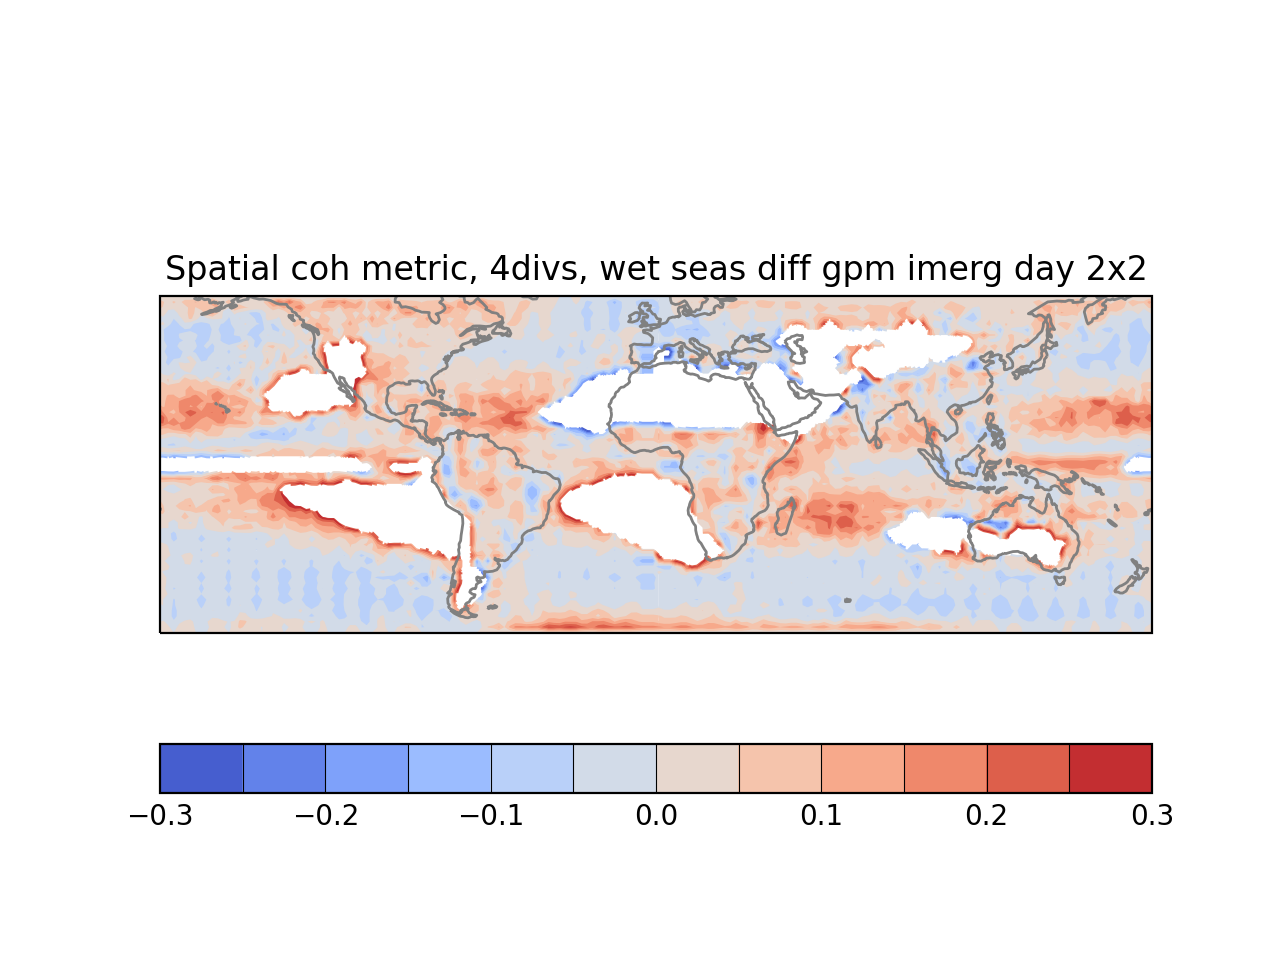 Spatial coh metric, 4divs, wet seas diff gpm imerg day 2x2
−0.3 −0.2 −0.1 0.0 0.1 0.2 0.3